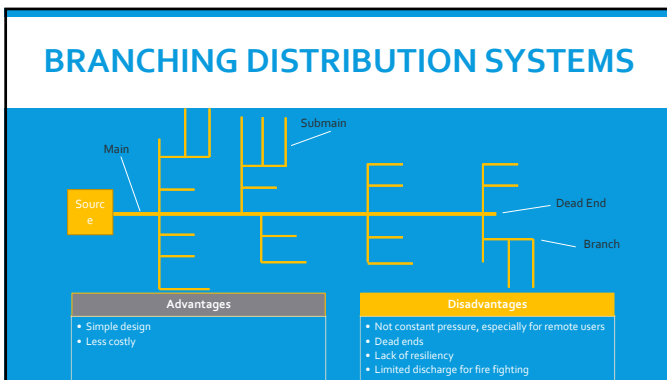 BRANCHING DISTRIBUTION SYSTEMS
Submain
Main
Sourc
e
Dead End
Branch
Advantages
• Simple design
• Less costly
Disadvantages
• Not constant pressure, especially for remote users
• Dead ends
• Lack of resiliency
• Limited discharge for fire fighting